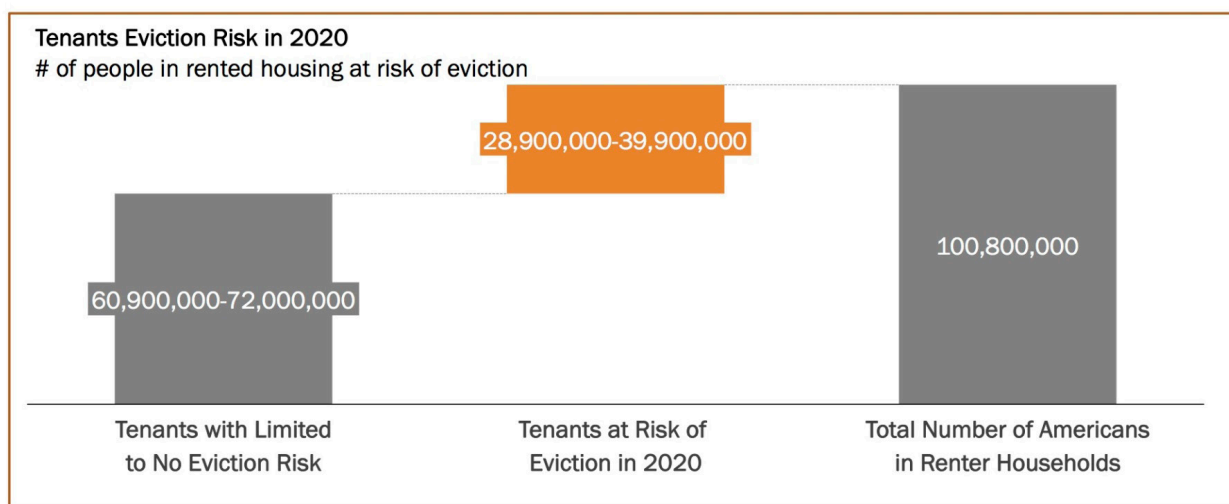 Tenants Eviction Risk in 2020
# of people in rented housing at risk of eviction
28,900,000-39,900,000
100,800,000
60,900,000-72,000,000
Tenants with Limited
to No Eviction Risk
Tenants at Risk of
Eviction in 2020
Total Number of Americans
in Renter Households